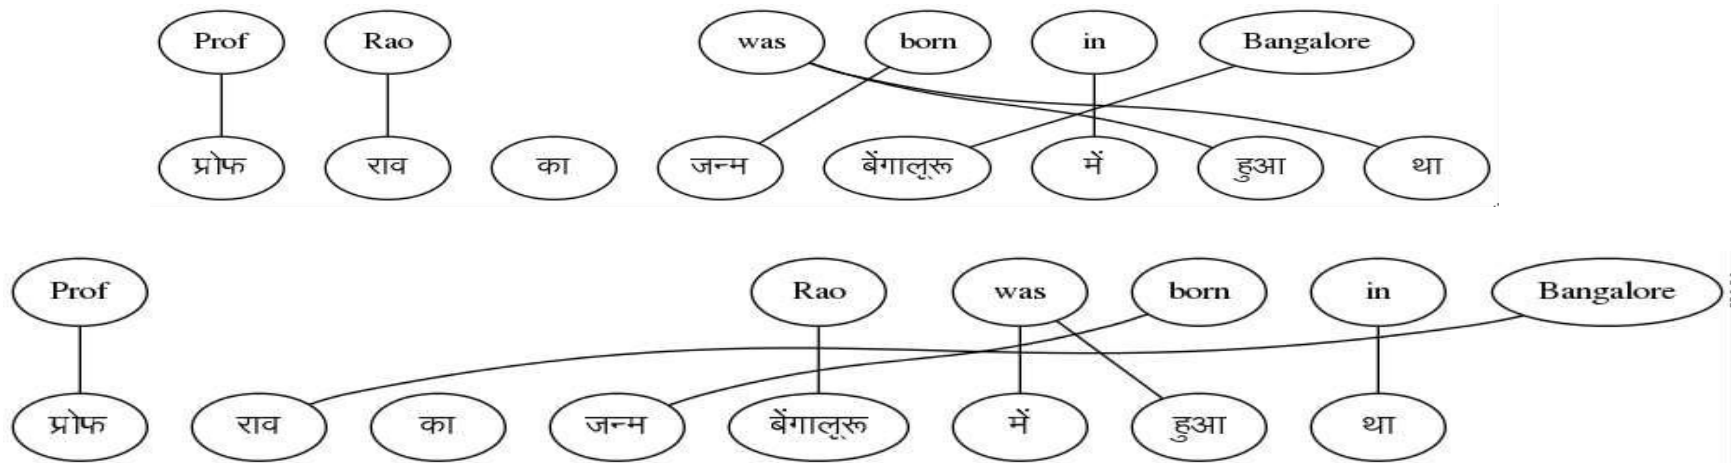 Prof Rao was born in Bangalore
प्रोफ राव का जन्म बेंगालूरू में हुआ था
Prof Rao was born in Bangalore
प्रोफ राव का जन्म बेंगालूरू में हुआ था